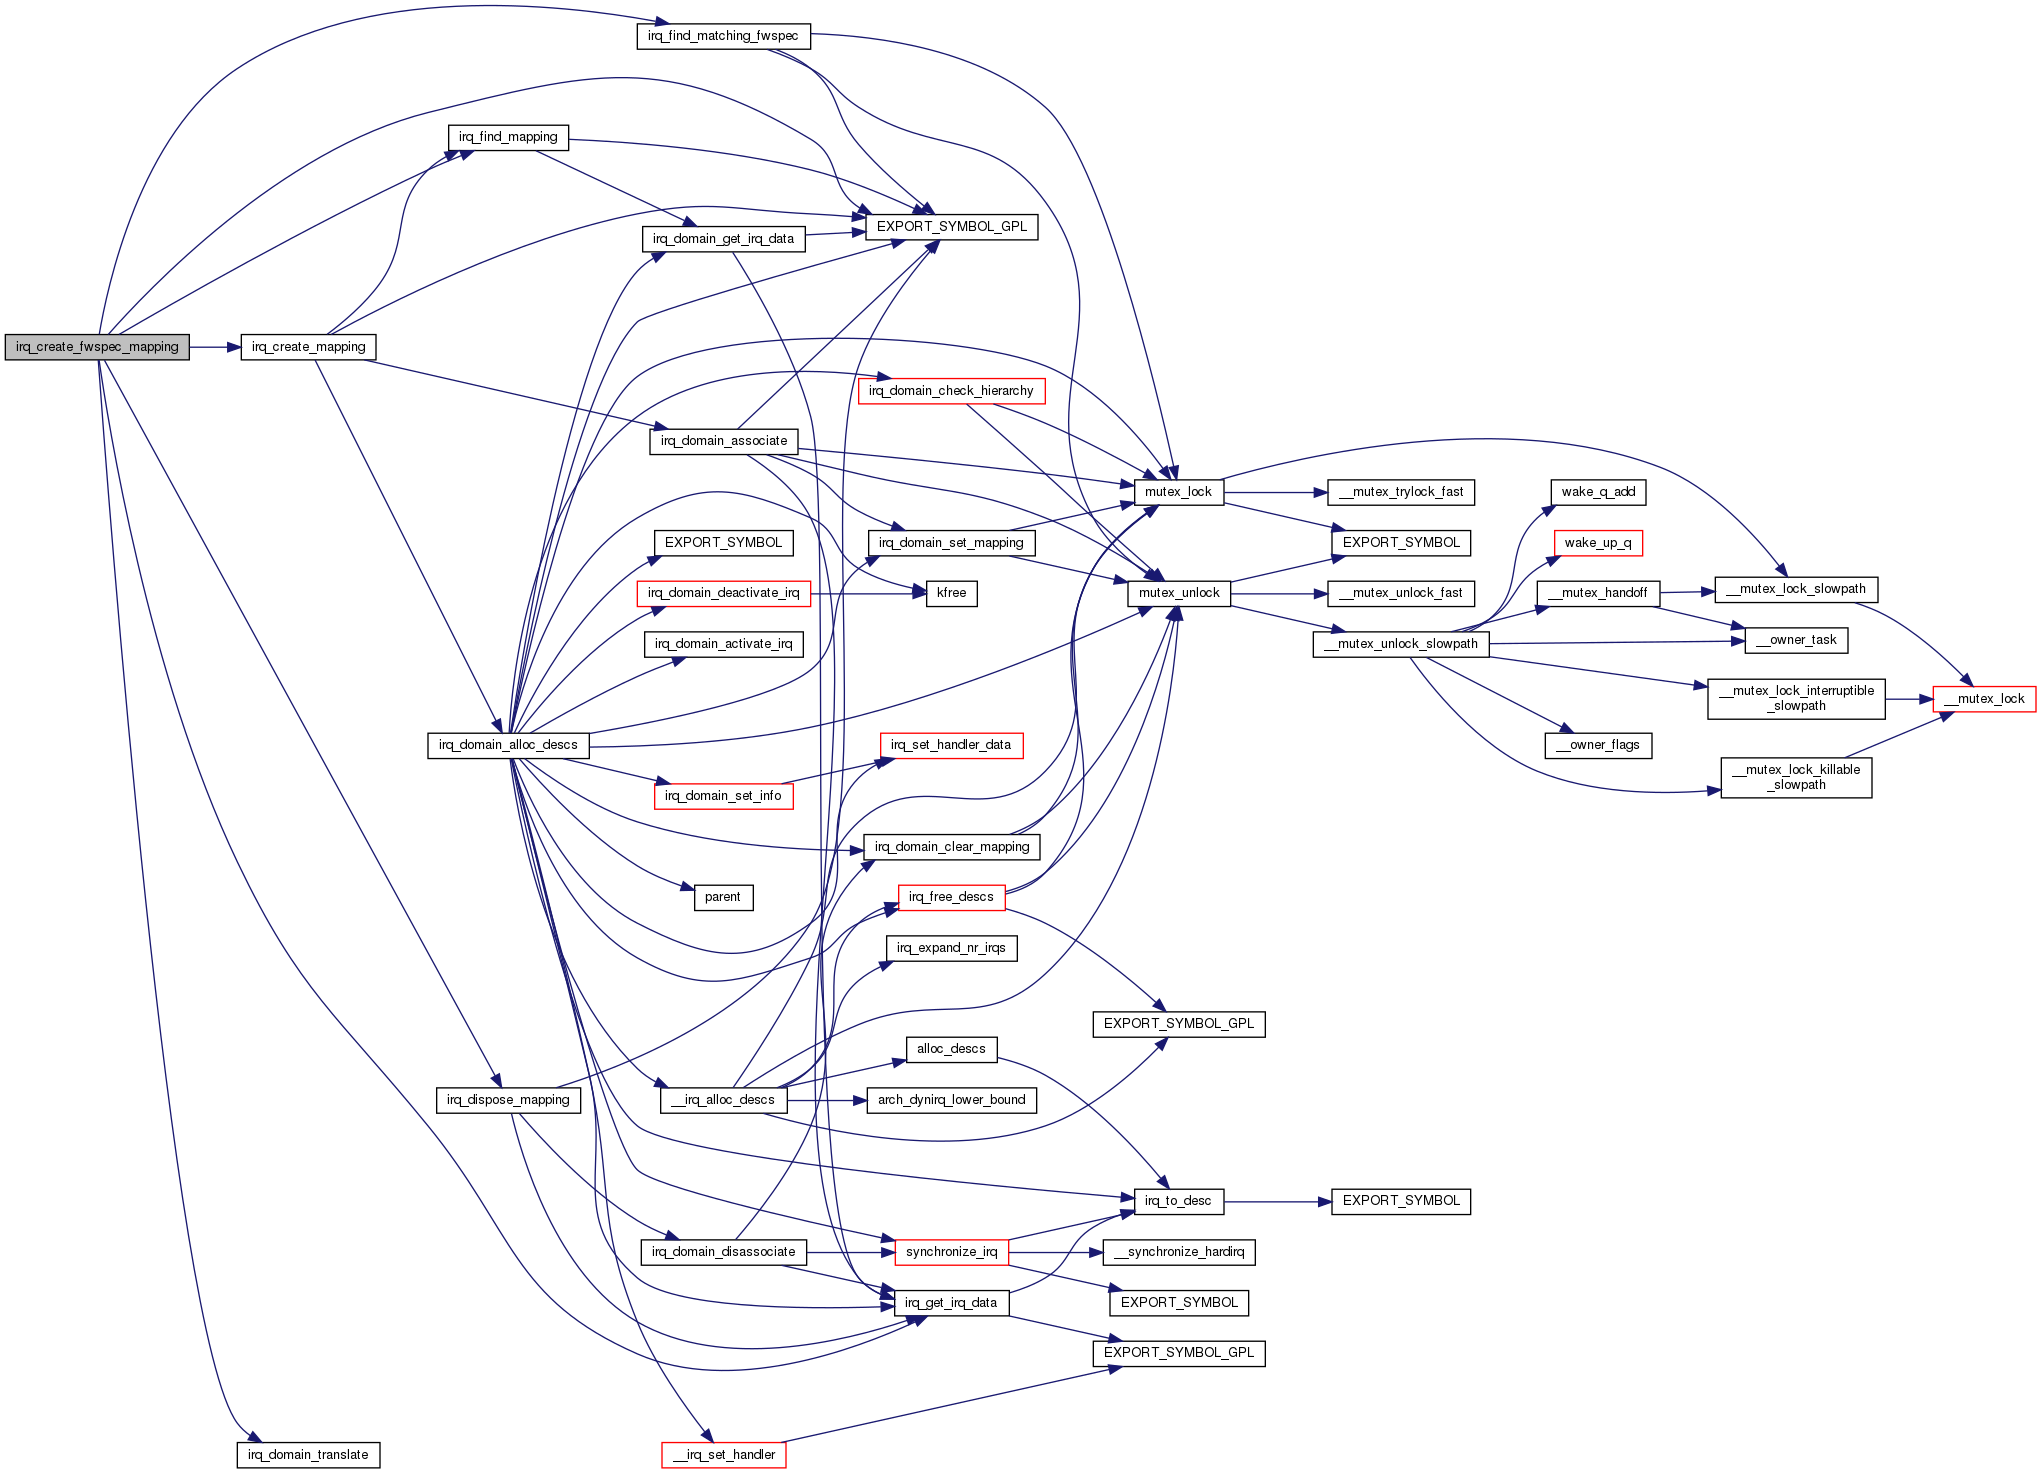 irq_find_matching_fwspec
irq_find_mapping
EXPORT_SYMBOL_GPL
irq_domain_get_irq_data
irq_create_fwspec_mapping
irq_create_mapping
irq_domain_check_hierarchy
irq_domain_associate
mutex_lock
__mutex_trylock_fast
wake_q_add
EXPORT_SYMBOL
irq_domain_set_mapping
EXPORT_SYMBOL
wake_up_q
irq_domain_deactivate_irq
kfree
mutex_unlock
__mutex_unlock_fast
__mutex_handoff
__mutex_lock_slowpath
irq_domain_activate_irq
__mutex_unlock_slowpath
__owner_task
__mutex_lock_interruptible
_slowpath
__mutex_lock
irq_domain_alloc_descs
irq_set_handler_data
__owner_flags
irq_domain_set_info
__mutex_lock_killable
_slowpath
irq_domain_clear_mapping
parent
irq_free_descs
irq_expand_nr_irqs
EXPORT_SYMBOL_GPL
alloc_descs
irq_dispose_mapping
__irq_alloc_descs
arch_dynirq_lower_bound
irq_to_desc
EXPORT_SYMBOL
irq_domain_disassociate
synchronize_irq
__synchronize_hardirq
irq_get_irq_data
EXPORT_SYMBOL
EXPORT_SYMBOL_GPL
irq_domain_translate
__irq_set_handler